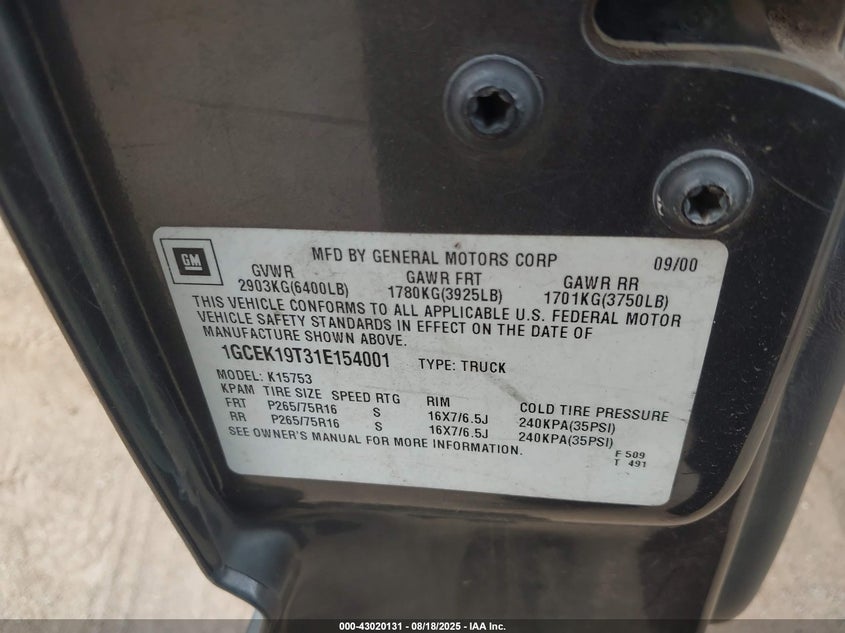 GM
MFD BY GENERAL MOTORS CORP 09/00
GVWR GAWR FRT GAWR RR
2903KG(6400LB) 1780KG(3925LB) 1701KG(3750LB)
THIS VEHICLE CONFORMS TO ALL APPLICABLE U.S. FEDERAL MOTOR
VEHICLE SAFETY STANDARDS IN EFFECT ON THE DATE OF
MANUFACTURE SHOWN ABOVE.
1GCEK19T31E154001 TYPE: TRUCK
MODEL: K15753
KPAM TIRE SIZE SPEED RTG RIM COLD TIRE PRESSURE
FRT P265/75R16 S 16X7/6.5J 240KPA(35PSI)
RR P265/75R16 S 16X7/6.5J 240KPA(35PSI)
SEE OWNER'S MANUAL FOR MORE INFORMATION.
F 509
T 491
000-43020131 - 08/18/2025 - IAA Inc.